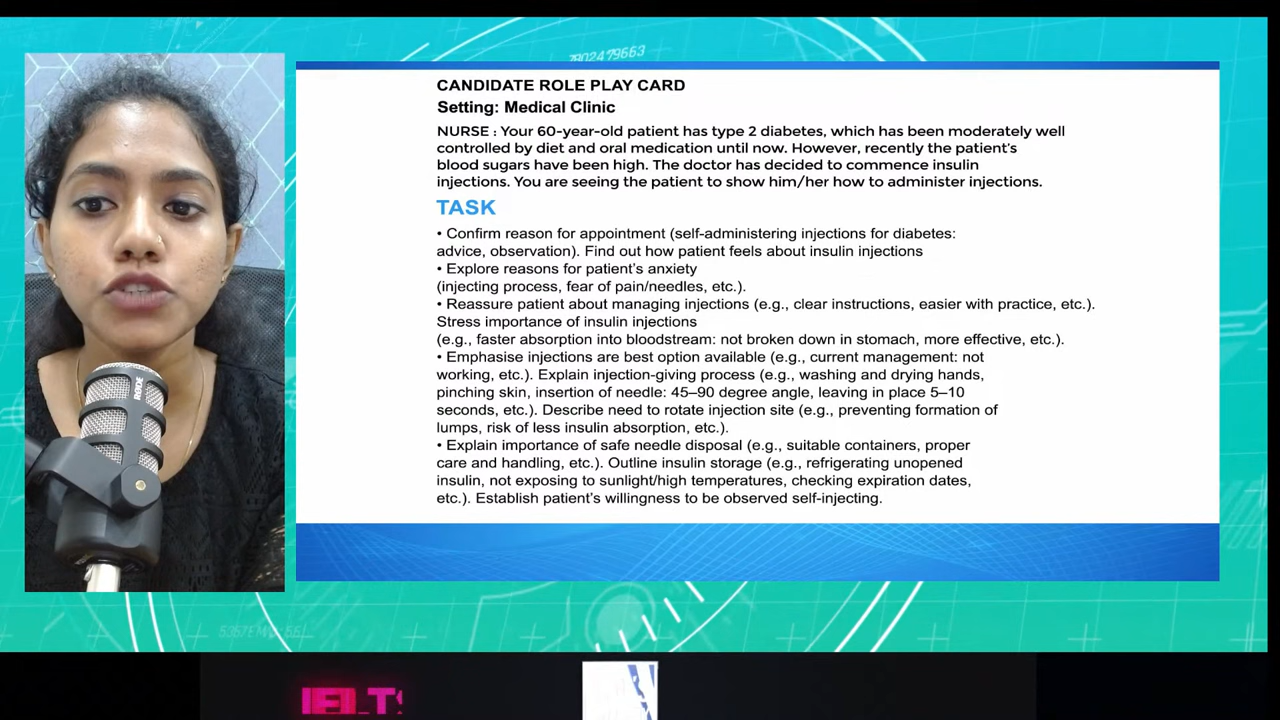 7802479663
CANDIDATE ROLE PLAY CARD
Setting: Medical Clinic
NURSE : Your 60-year-old patient has type 2 diabetes, which has been moderately well
controlled by diet and oral medication until now. However, recently the patient's
blood sugars have been high. The doctor has decided to commence insulin
injections. You are seeing the patient to show him/her how to administer injections.
TASK
• Confirm reason for appointment (self-administering injections for diabetes:
advice, observation). Find out how patient feels about insulin injections
• Explore reasons for patient's anxiety
(injecting process, fear of pain/needles, etc.).
• Reassure patient about managing injections (e.g., clear instructions, easier with practice, etc.).
Stress importance of insulin injections
(e.g., faster absorption into bloodstream: not broken down in stomach, more effective, etc.).
• Emphasise injections are best option available (e.g., current management: not
working, etc.). Explain injection-giving process (e.g., washing and drying hands,
pinching skin, insertion of needle: 45–90 degree angle, leaving in place 5–10
seconds, etc.). Describe need to rotate injection site (e.g., preventing formation of
lumps, risk of less insulin absorption, etc.).
• Explain importance of safe needle disposal (e.g., suitable containers, proper
care and handling, etc.). Outline insulin storage (e.g., refrigerating unopened
insulin, not exposing to sunlight/high temperatures, checking expiration dates,
etc.). Establish patient's willingness to be observed self-injecting.
RODE